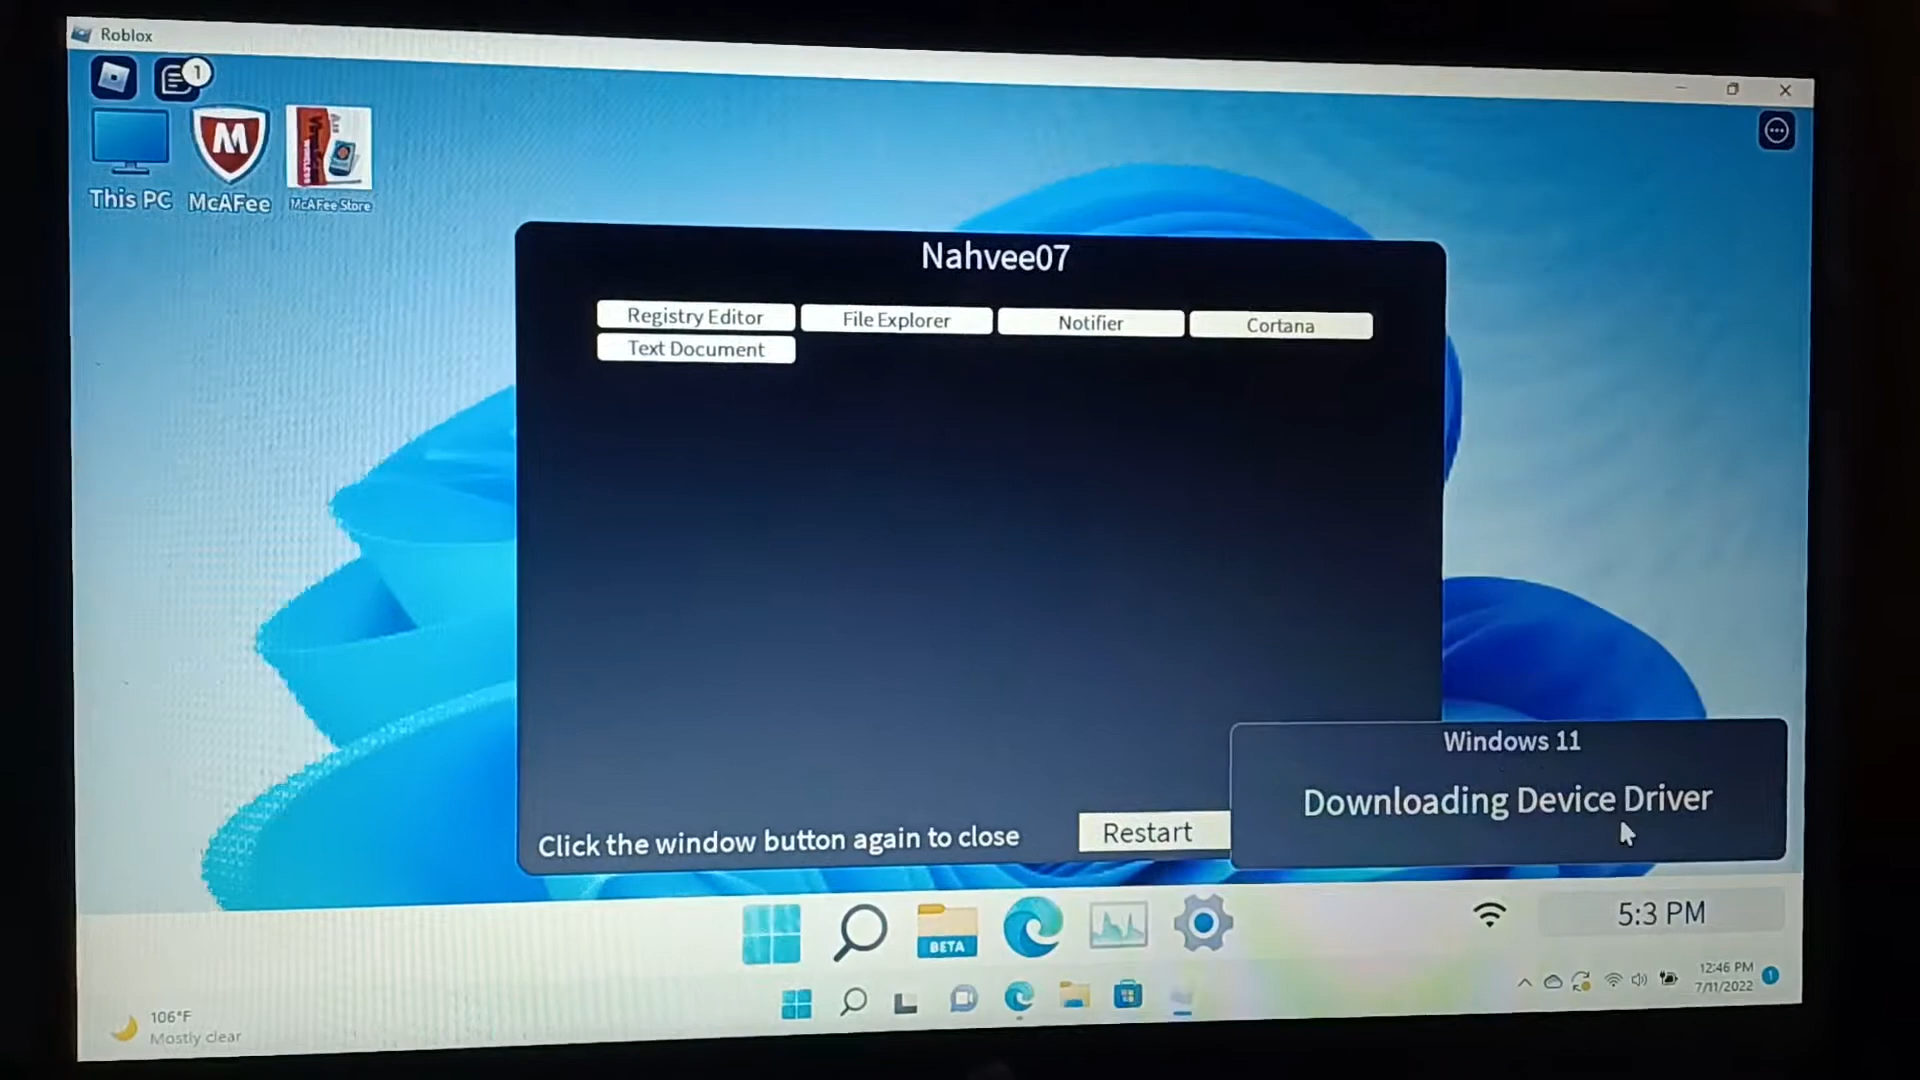 Roblox
1
This PC
McAFee
McAFee Store
Nahvee07
Registry Editor
File Explorer
Notifier
Cortana
Text Document
Windows 11
Downloading Device Driver
Click the window button again to close
Restart
BETA
5:3 PM
12:46 PM
7/11/2022
1
106°F
Mostly clear